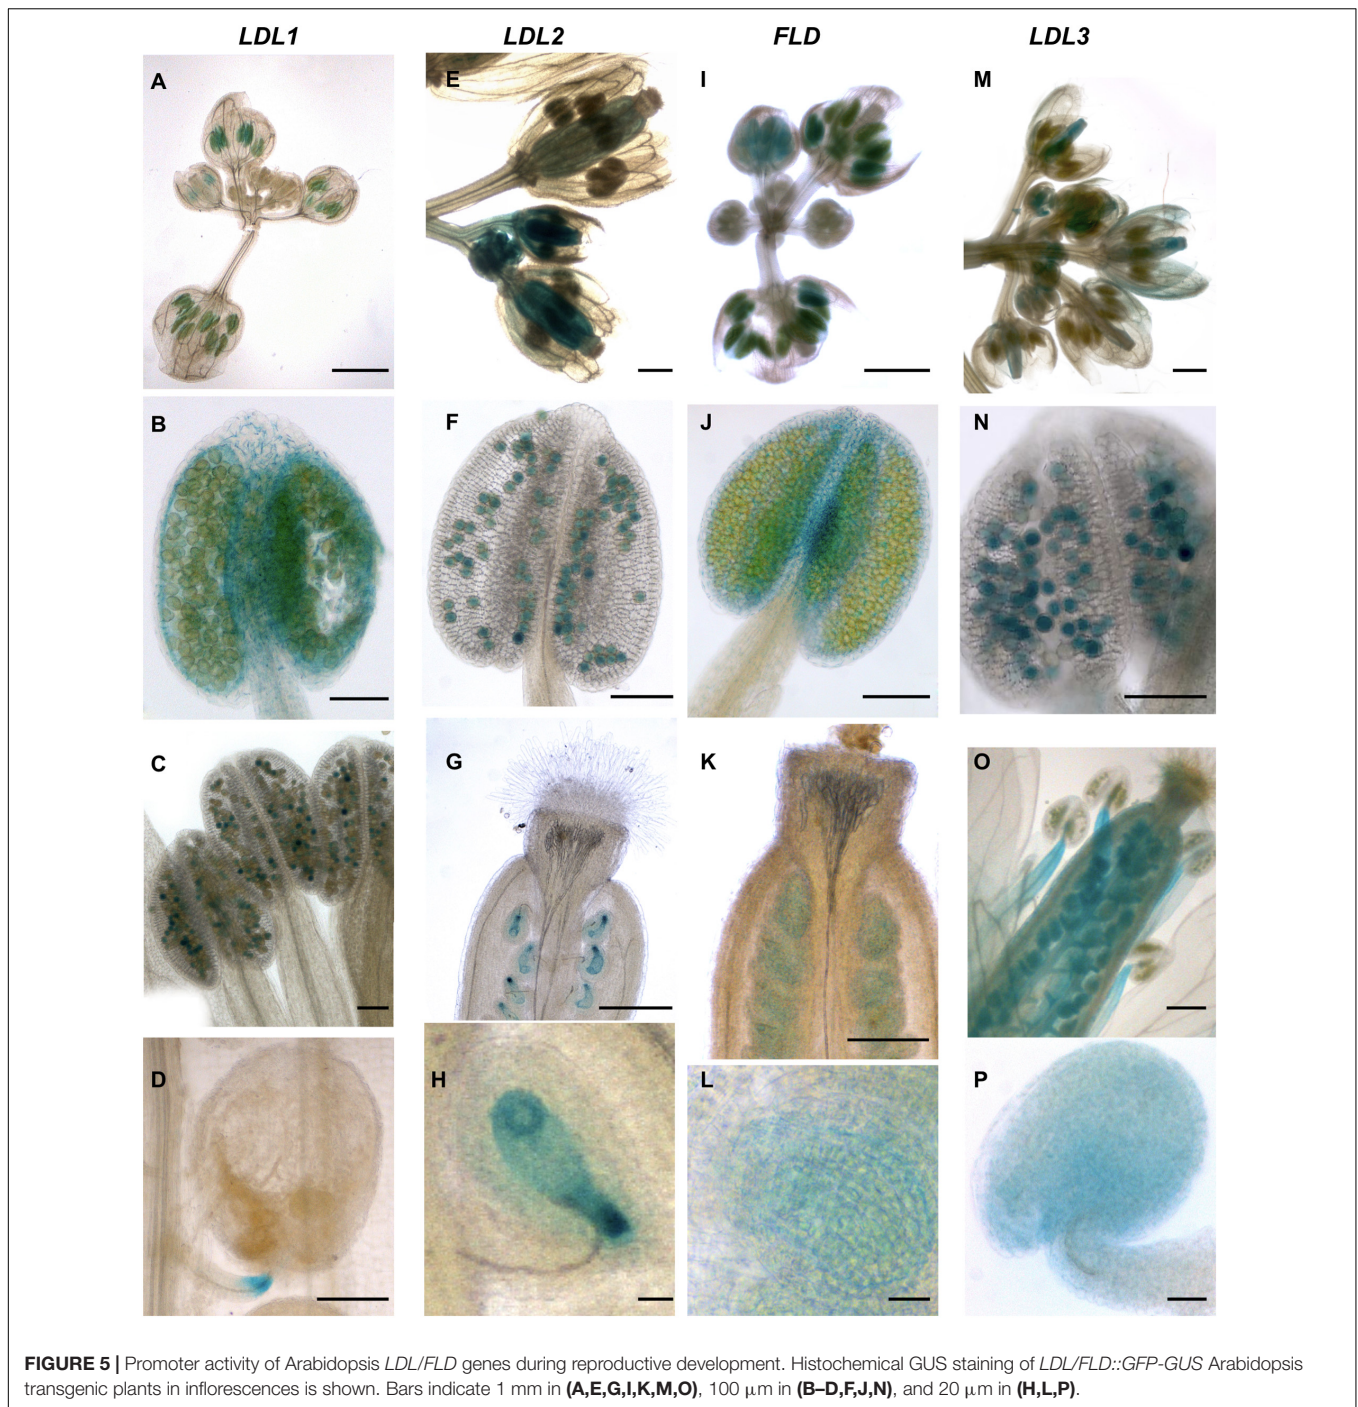 LDL1 LDL2 FLD LDL3
A E I M
B F J N
C G K O
D H L P
FIGURE 5 | Promoter activity of Arabidopsis LDL/FLD genes during reproductive development. Histochemical GUS staining of LDL/FLD::GFP-GUS Arabidopsis
transgenic plants in inflorescences is shown. Bars indicate 1 mm in (A,E,G,I,K,M,O), 100 μm in (B–D,F,J,N), and 20 μm in (H,L,P).